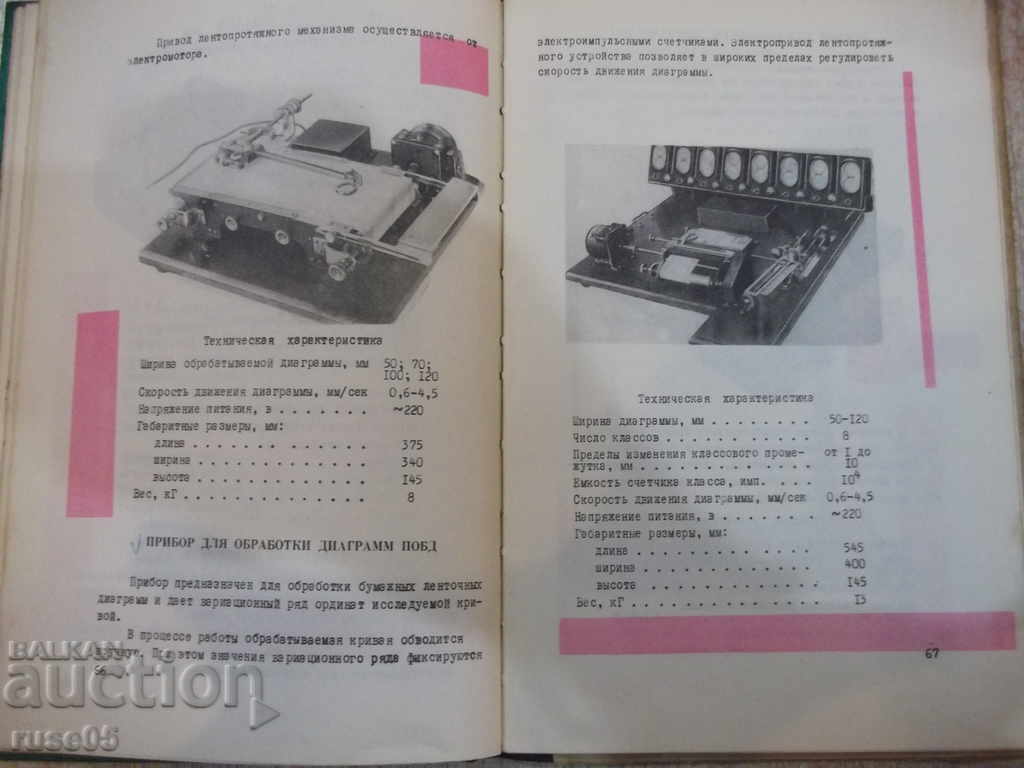 Привод лентопротяжного механизма осуществляется от
электромотора.
Техническая характеристика
Ширина обрабатываемой диаграммы, мм 50; 70;
100; 120
Скорость движения диаграммы, мм/сек 0,6-4,5
Напряжение питания, в . . . . . . . ~220
Габаритные размеры, мм:
длина . . . . . . . . . . . . . 375
ширина . . . . . . . . . . . . . 340
высота . . . . . . . . . . . . . 145
Вес, кГ . . . . . . . . . . . . . . 8
ПРИБОР ДЛЯ ОБРАБОТКИ ДИАГРАММ ПОБД
Прибор предназначен для обработки бумажных ленточных
диаграмм и дает вариационный ряд ординат исследуемой кри-
вой.
В процессе работы обрабатываемая кривая обводится
При этом значения вариационного ряда фиксируются
66
электроимпульсными счетчиками. Электропривод лентопротяж-
ного устройства позволяет в широких пределах регулировать
скорость движения диаграммы.
Техническая характеристика
Ширина диаграммы, мм . . . . . . . . 50-120
Число классов . . . . . . . . . . . 8
Пределы изменения классового проме- от I до
жутка, мм . . . . . . . . . . . . 10
Емкость счетчика класса, имп. . . . . 10⁴
Скорость движения диаграммы, мм/сек 0,6-4,5
Напряжение питания, в . . . . . . . ~220
Габаритные размеры, мм:
длина . . . . . . . . . . . . . 545
ширина . . . . . . . . . . . . . 400
высота . . . . . . . . . . . . . 145
Вес, кГ . . . . . . . . . . . . . . 13
67
BALKAN
auction
ruse05